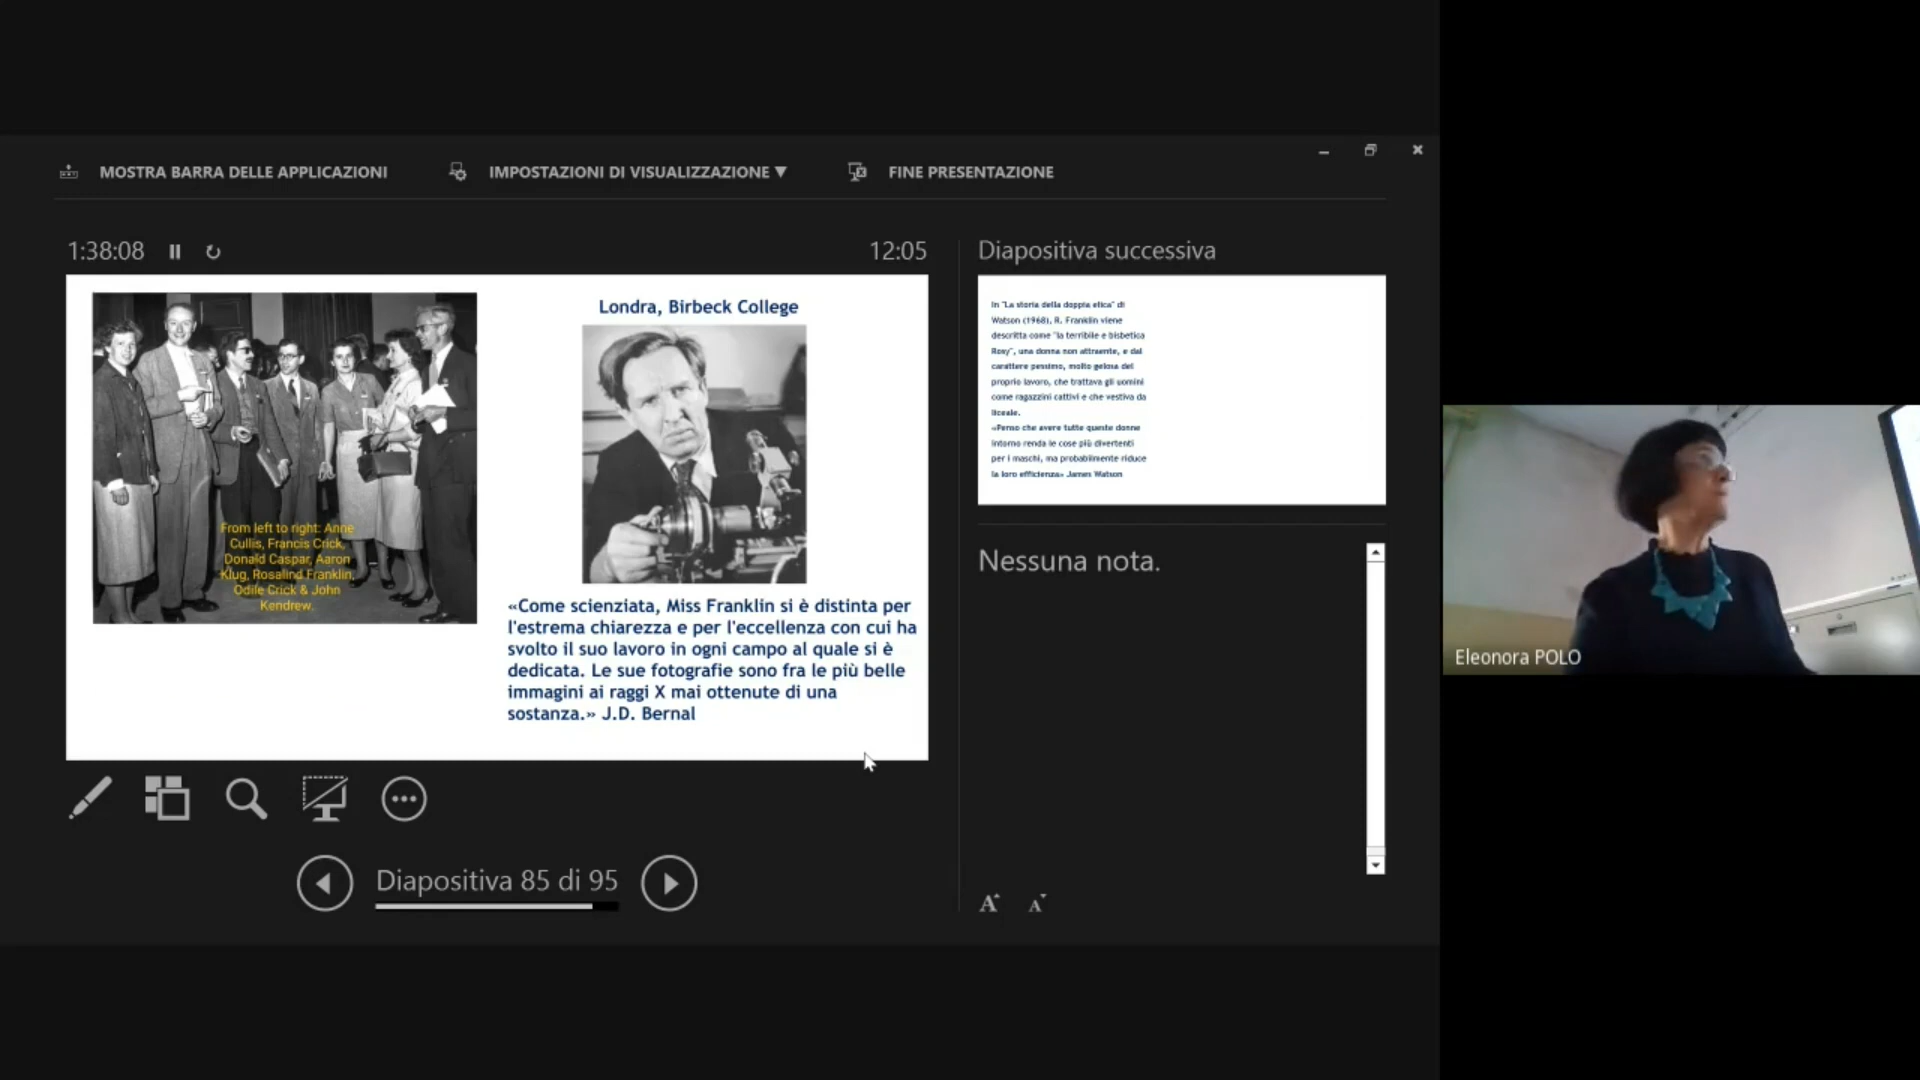 MOSTRA BARRA DELLE APPLICAZIONI
IMPOSTAZIONI DI VISUALIZZAZIONE ▼
FINE PRESENTAZIONE
1:38:08
12:05
From left to right: Anne
Cullis, Francis Crick,
Donald Caspar, Aaron
Klug, Rosalind Franklin,
Odile Crick & John
Kendrew.
Londra, Birbeck College
«Come scienziata, Miss Franklin si è distinta per
l'estrema chiarezza e per l'eccellenza con cui ha
svolto il suo lavoro in ogni campo al quale si è
dedicata. Le sue fotografie sono fra le più belle
immagini ai raggi X mai ottenute di una
sostanza.» J.D. Bernal
Diapositiva 85 di 95
Diapositiva successiva
In "La storia della doppia elica" di
Watson (1968), R. Franklin viene
descritta come "la terribile e bisbetica
Rosy", una donna non attraente, e dal
carattere pessimo, molto gelosa del
proprio lavoro, che trattava gli uomini
come ragazzini cattivi e che vestiva da
liceale.
«Penso che avere tutte queste donne
intorno renda le cose più divertenti
per i maschi, ma probabilmente riduce
la loro efficienza» James Watson
Nessuna nota.
A A
Eleonora POLO